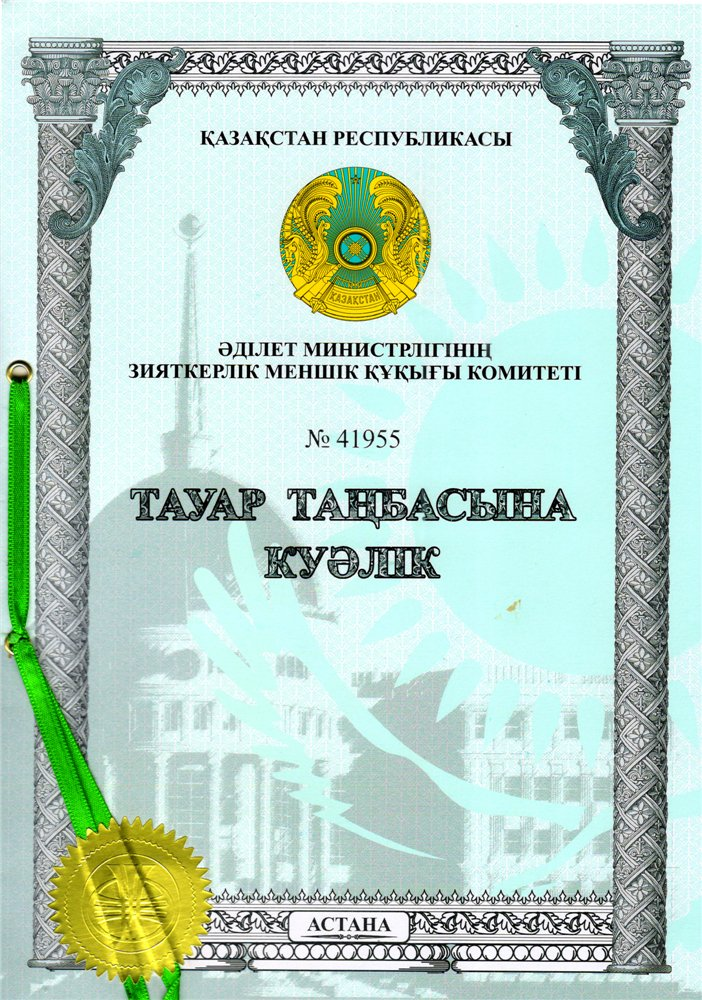 ҚАЗАҚСТАН РЕСПУБЛИКАСЫ
ҚАЗАҚСТАН
ӘДІЛЕТ МИНИСТРЛІГІНІҢ
ЗИЯТКЕРЛІК МЕНШІК ҚҰҚЫҒЫ КОМИТЕТІ
№ 41955
ТАУАР ТАҢБАСЫНА
КУӘЛІК
АСТАНА